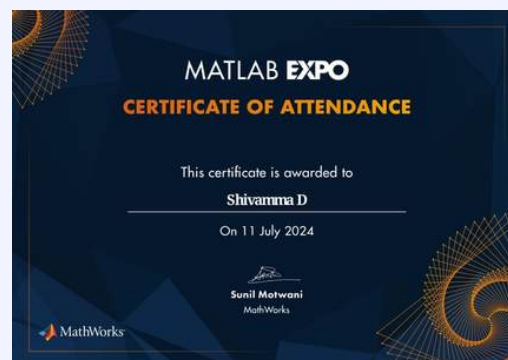 MATLAB EXPO
CERTIFICATE OF ATTENDANCE
This certificate is awarded to
Shivamma D
On 11 July 2024
Sunil Motwani
MathWorks
MathWorks